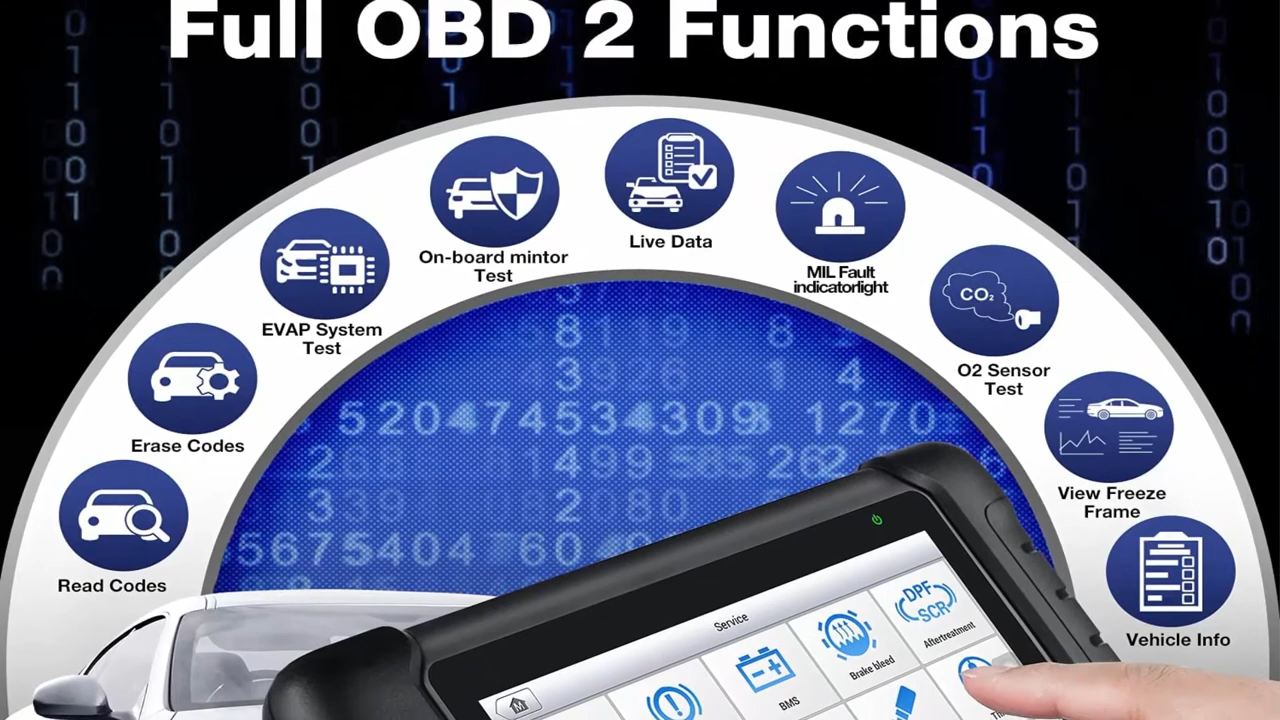 Full OBD 2 Functions
Live Data
On-board mintor
Test
MIL Fault
indicatorlight
EVAP System
Test
CO₂
O2 Sensor
Test
Erase Codes
View Freeze
Frame
Read Codes
Vehicle Info
Service
DPF
SCR
Aftertreatment
Brake bleed
BMS